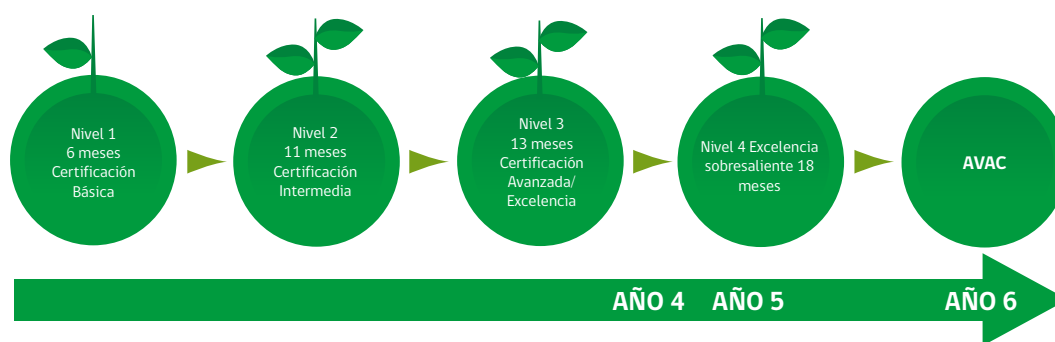 Nivel 1
6 meses
Certificación
Básica
Nivel 2
11 meses
Certificación
Intermedia
Nivel 3
13 meses
Certificación
Avanzada/
Excelencia
Nivel 4 Excelencia
sobresaliente 18
meses
AVAC
AÑO 4
AÑO 5
AÑO 6